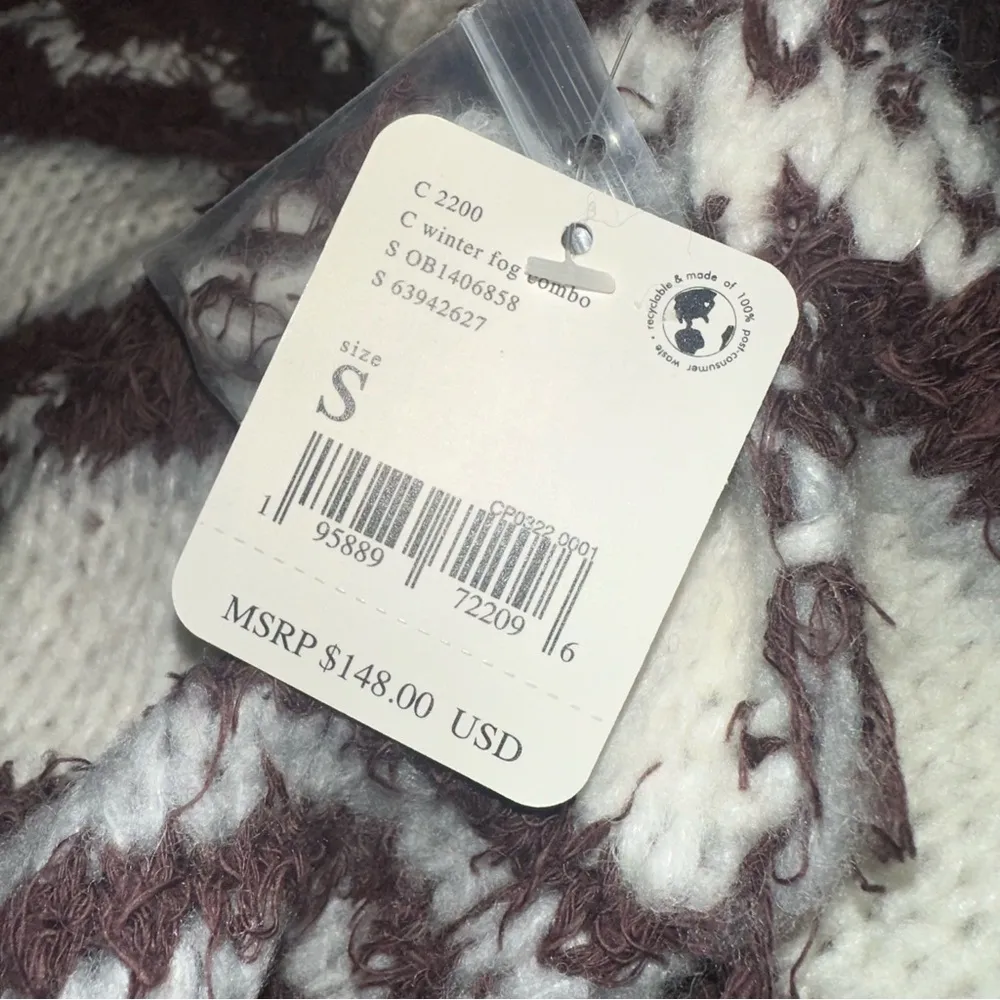 C 2200
C winter fog combo
S OB1406858
S 63942627
recyclable & made of 100% post-consumer waste •
size
S
CP0322 0001
1 95889 72209 6
MSRP $148.00 USD